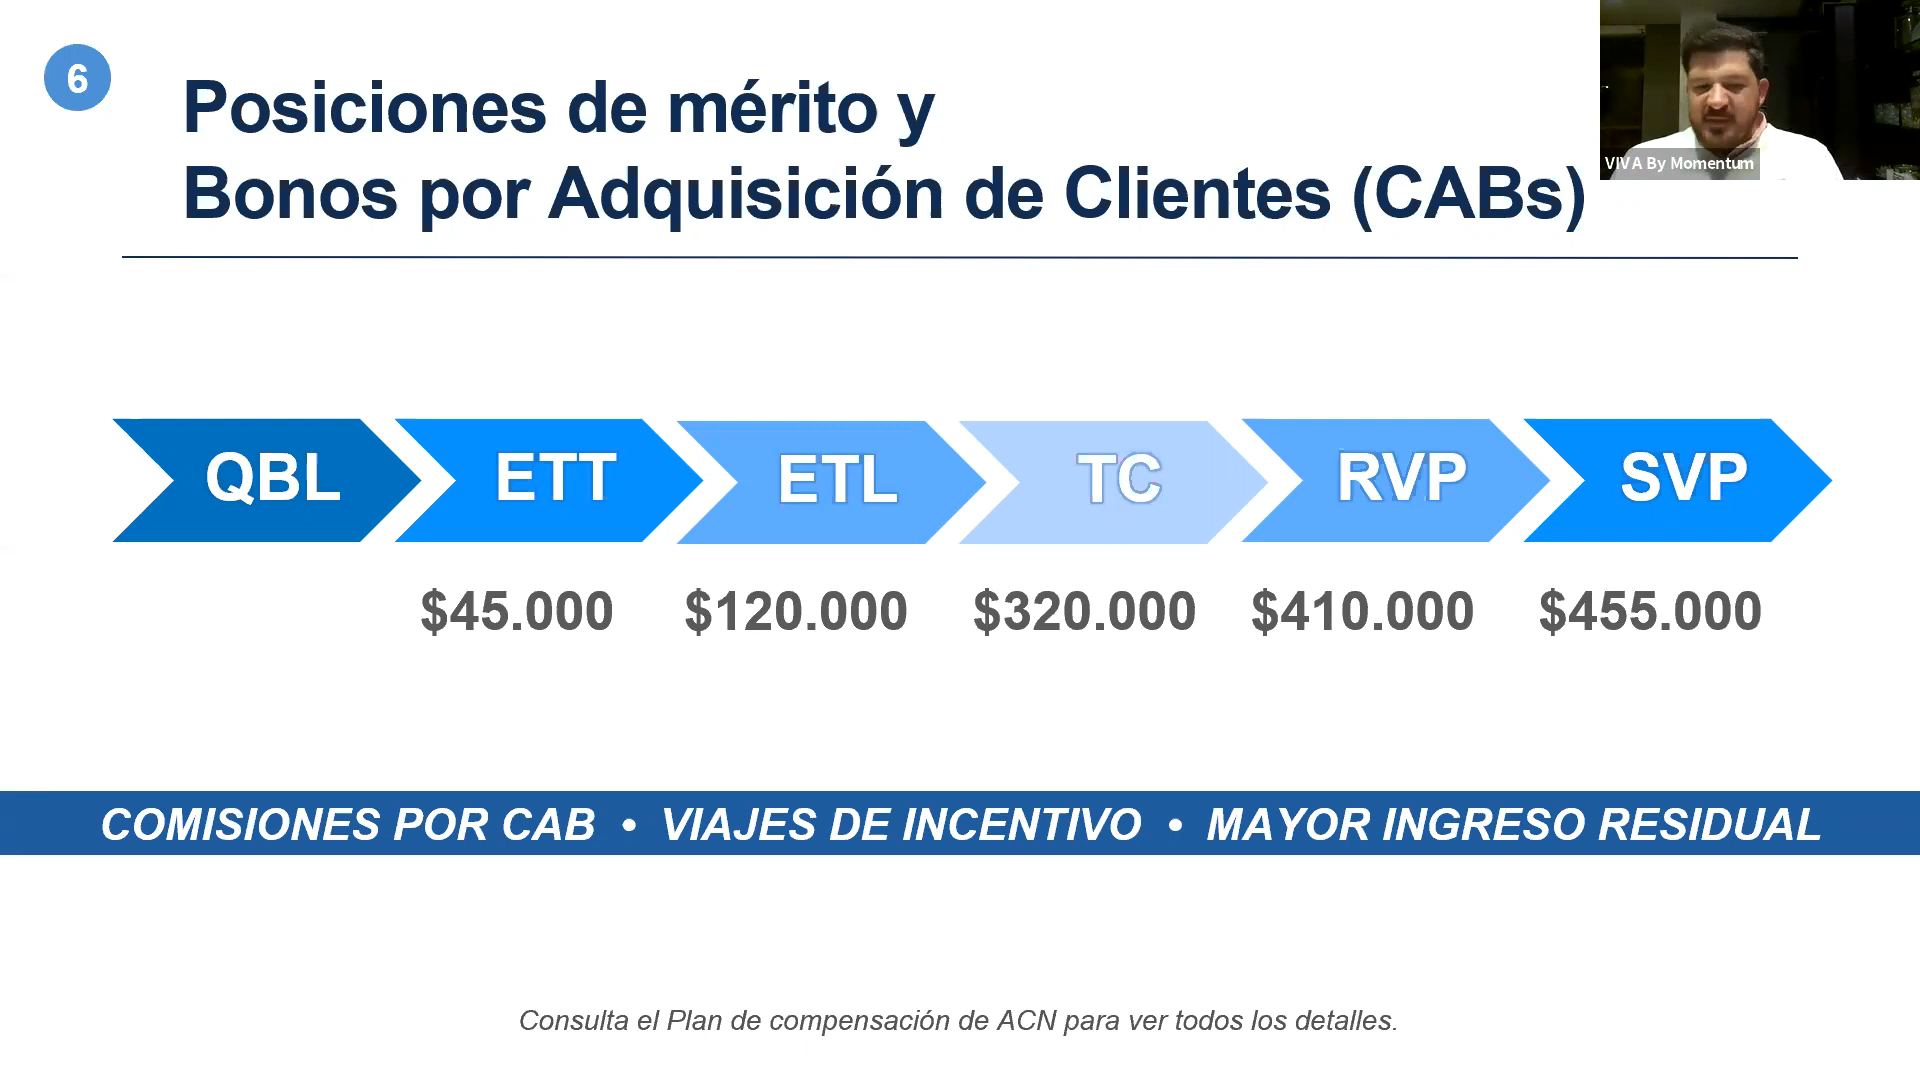 6
Posiciones de mérito y
Bonos por Adquisición de Clientes (CABs)
VIVA By Momentum
QBL ETT ETL TC RVP SVP
$45.000 $120.000 $320.000 $410.000 $455.000
COMISIONES POR CAB • VIAJES DE INCENTIVO • MAYOR INGRESO RESIDUAL
Consulta el Plan de compensación de ACN para ver todos los detalles.